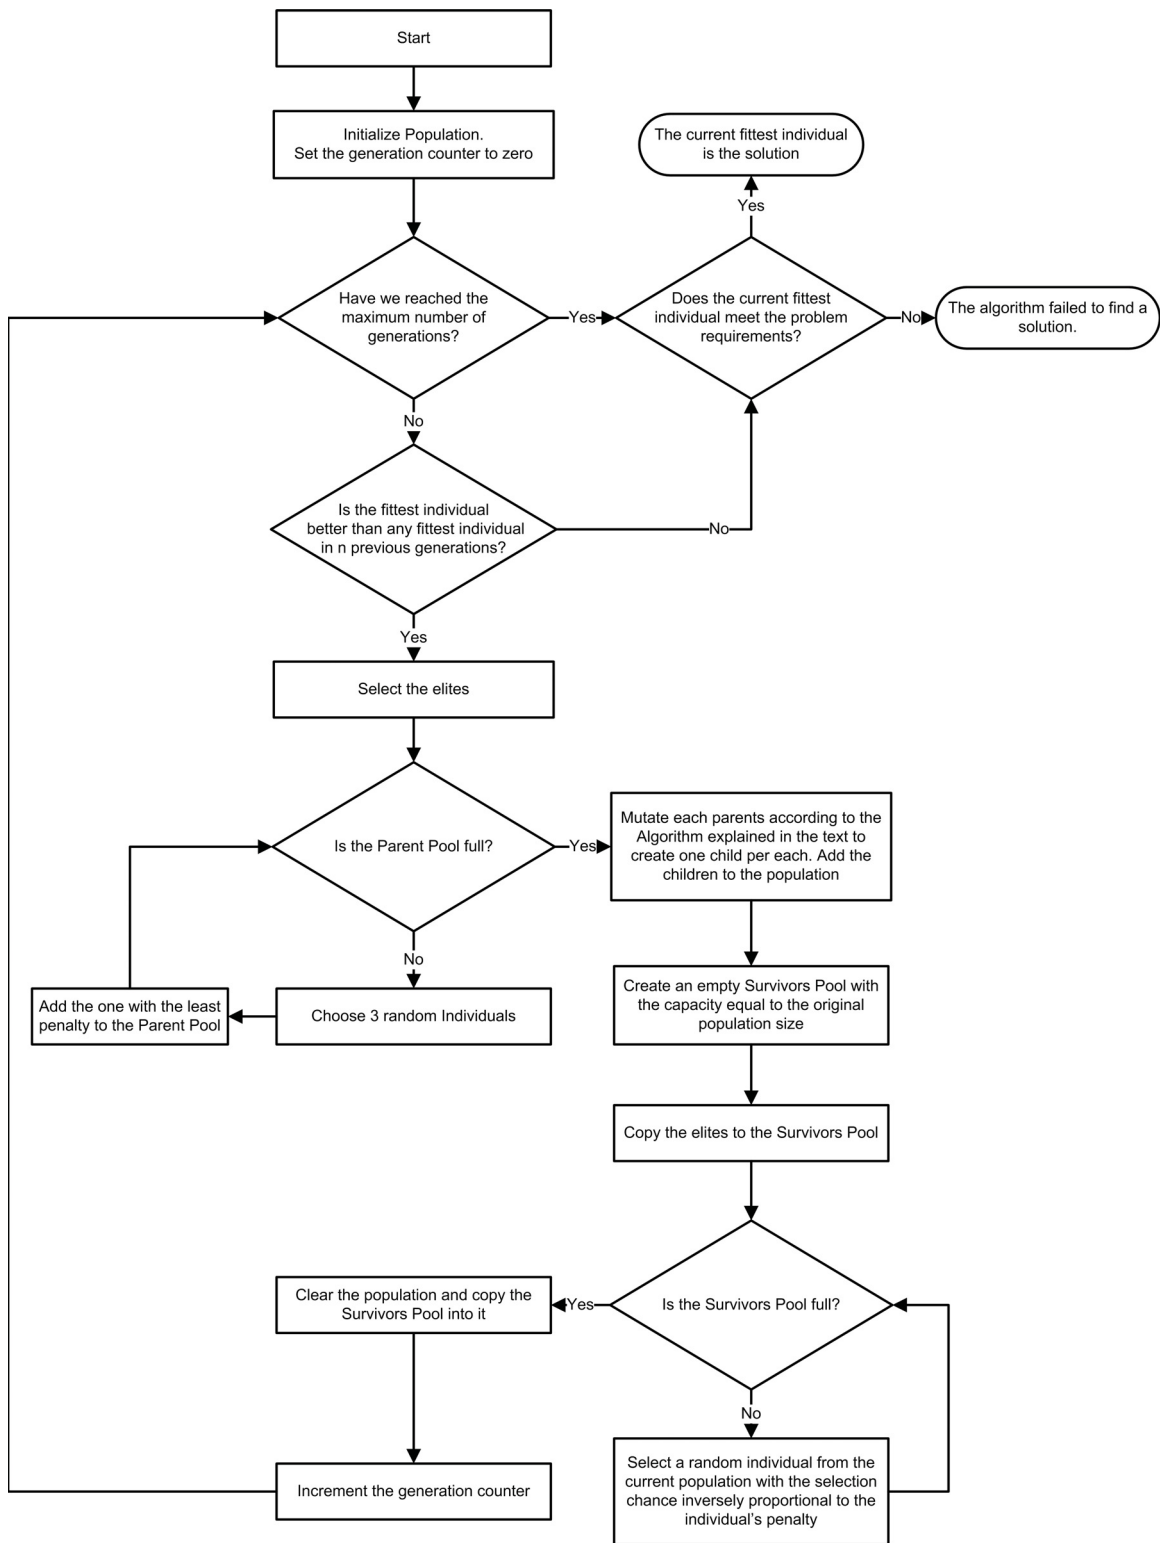 Start
Initialize Population.
Set the generation counter to zero
The current fittest individual
is the solution
Yes
Have we reached the
maximum number of
generations?
Yes
Does the current fittest
individual meet the problem
requirements?
No
The algorithm failed to find a
solution.
No
Is the fittest individual
better than any fittest individual
in n previous generations?
No
Yes
Select the elites
Is the Parent Pool full?
Yes
Mutate each parents according to the
Algorithm explained in the text to
create one child per each. Add the
children to the population
No
Choose 3 random Individuals
Add the one with the least
penalty to the Parent Pool
Create an empty Survivors Pool with
the capacity equal to the original
population size
Copy the elites to the Survivors Pool
Is the Survivors Pool full?
Yes
Clear the population and copy the
Survivors Pool into it
No
Select a random individual from the
current population with the selection
chance inversely proportional to the
individual’s penalty
Increment the generation counter